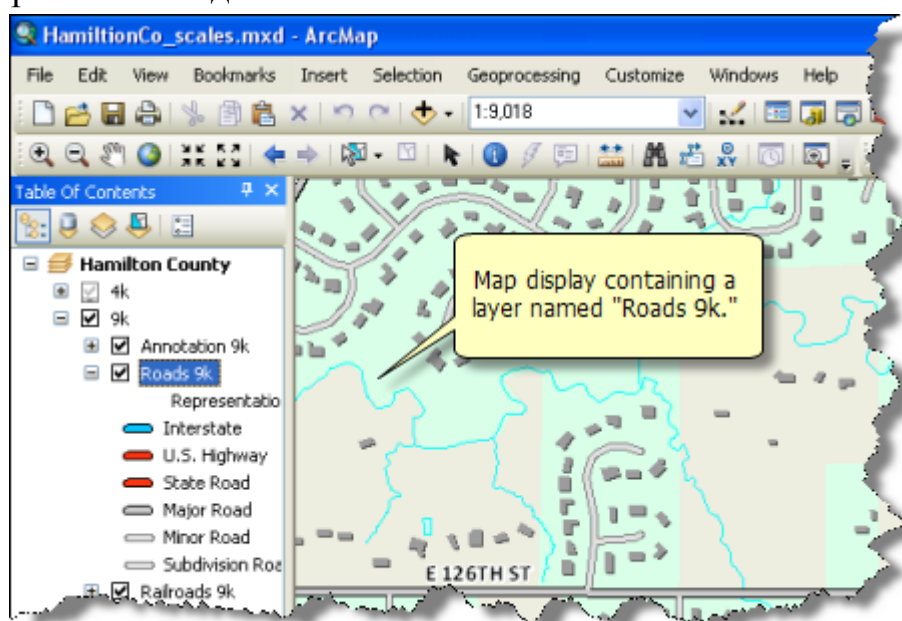 HamiltionCo_scales.mxd - ArcMap
File Edit View Bookmarks Insert Selection Geoprocessing Customize Windows Help
1:9,018
Table Of Contents
Hamilton County
4k
9k
Annotation 9k
Roads 9k
Representatio
Interstate
U.S. Highway
State Road
Major Road
Minor Road
Subdivision Roa
Railroads 9k
Map display containing a
layer named "Roads 9k."
E 126TH ST